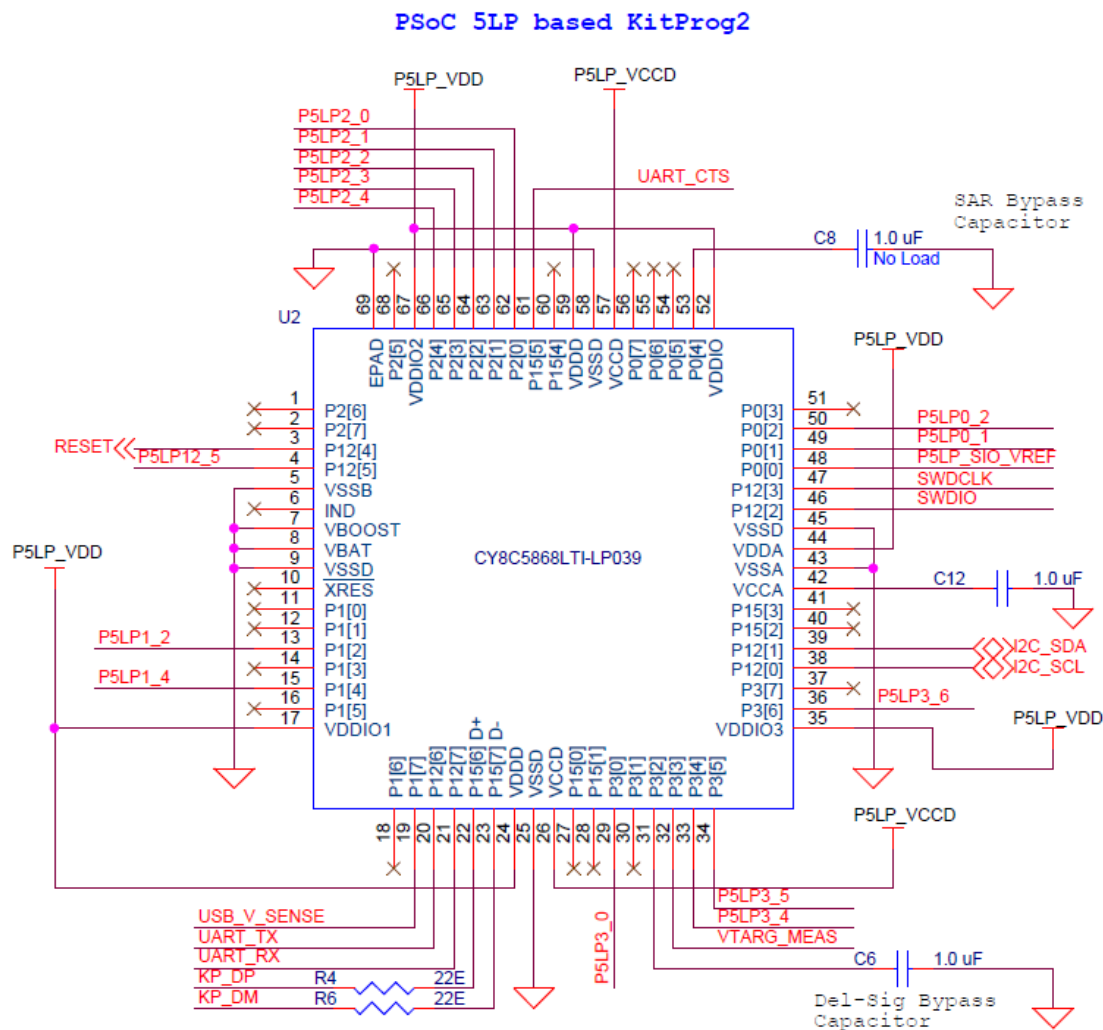 PSoC 5LP based KitProg2
P5LP_VDD
P5LP_VCCD
P5LP2_0
P5LP2_1
P5LP2_2
P5LP2_3
P5LP2_4
UART_CTS
SAR Bypass
Capacitor
C8
1.0 uF
No Load
U2
69
68
67
66
65
64
63
62
61
60
59
58
57
56
55
54
53
52
EPAD
P2[5]
VDDIO2
P2[4]
P2[3]
P2[2]
P2[1]
P2[0]
P15[5]
P15[4]
VDDD
VSSD
VCCD
P0[7]
P0[6]
P0[5]
P0[4]
VDDIO
P5LP_VDD
1 P2[6]
2 P2[7]
RESET
3 P12[4]
P5LP12_5
4 P12[5]
5 VSSB
6 IND
7 VBOOST
8 VBAT
9 VSSD
10 XRES
11 P1[0]
12 P1[1]
P5LP1_2
13 P1[2]
14 P1[3]
P5LP1_4
15 P1[4]
16 P1[5]
17 VDDIO1
P5LP_VDD
CY8C5868LTI-LP039
P0[3] 51
P0[2] 50 P5LP0_2
P0[1] 49 P5LP0_1
P0[0] 48 P5LP_SIO_VREF
P12[3] 47 SWDCLK
P12[2] 46 SWDIO
VSSD 45
VDDA 44
VSSA 43
VCCA 42
C12
1.0 uF
P15[3] 41
P15[2] 40
P12[1] 39 I2C_SDA
P12[0] 38 I2C_SCL
P3[7] 37
P3[6] 36 P5LP3_6
VDDIO3 35
P5LP_VDD
P1[6]
P1[7]
P12[6]
P12[7]
P15[6] D+
P15[7] D-
VDDD
VSSD
VCCD
P15[0]
P15[1]
P3[0]
P3[1]
P3[2]
P3[3]
P3[4]
P3[5]
18
19
20
21
22
23
24
25
26
27
28
29
30
31
32
33
34
P5LP_VCCD
USB_V_SENSE
UART_TX
UART_RX
KP_DP R4 22E
KP_DM R6 22E
P5LP3_0
P5LP3_5
P5LP3_4
VTARG_MEAS
C6
1.0 uF
Del-Sig Bypass
Capacitor